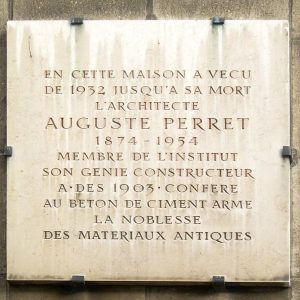 EN CETTE MAISON A VECU
DE 1932 JUSQU'A SA MORT
L'ARCHITECTE
AUGUSTE PERRET
1874-1954
MEMBRE DE L'INSTITUT
SON GENIE CONSTRUCTEUR
A·DES 1903·CONFERE
AU BETON DE CIMENT ARME
LA NOBLESSE
DES MATERIAUX ANTIQUES